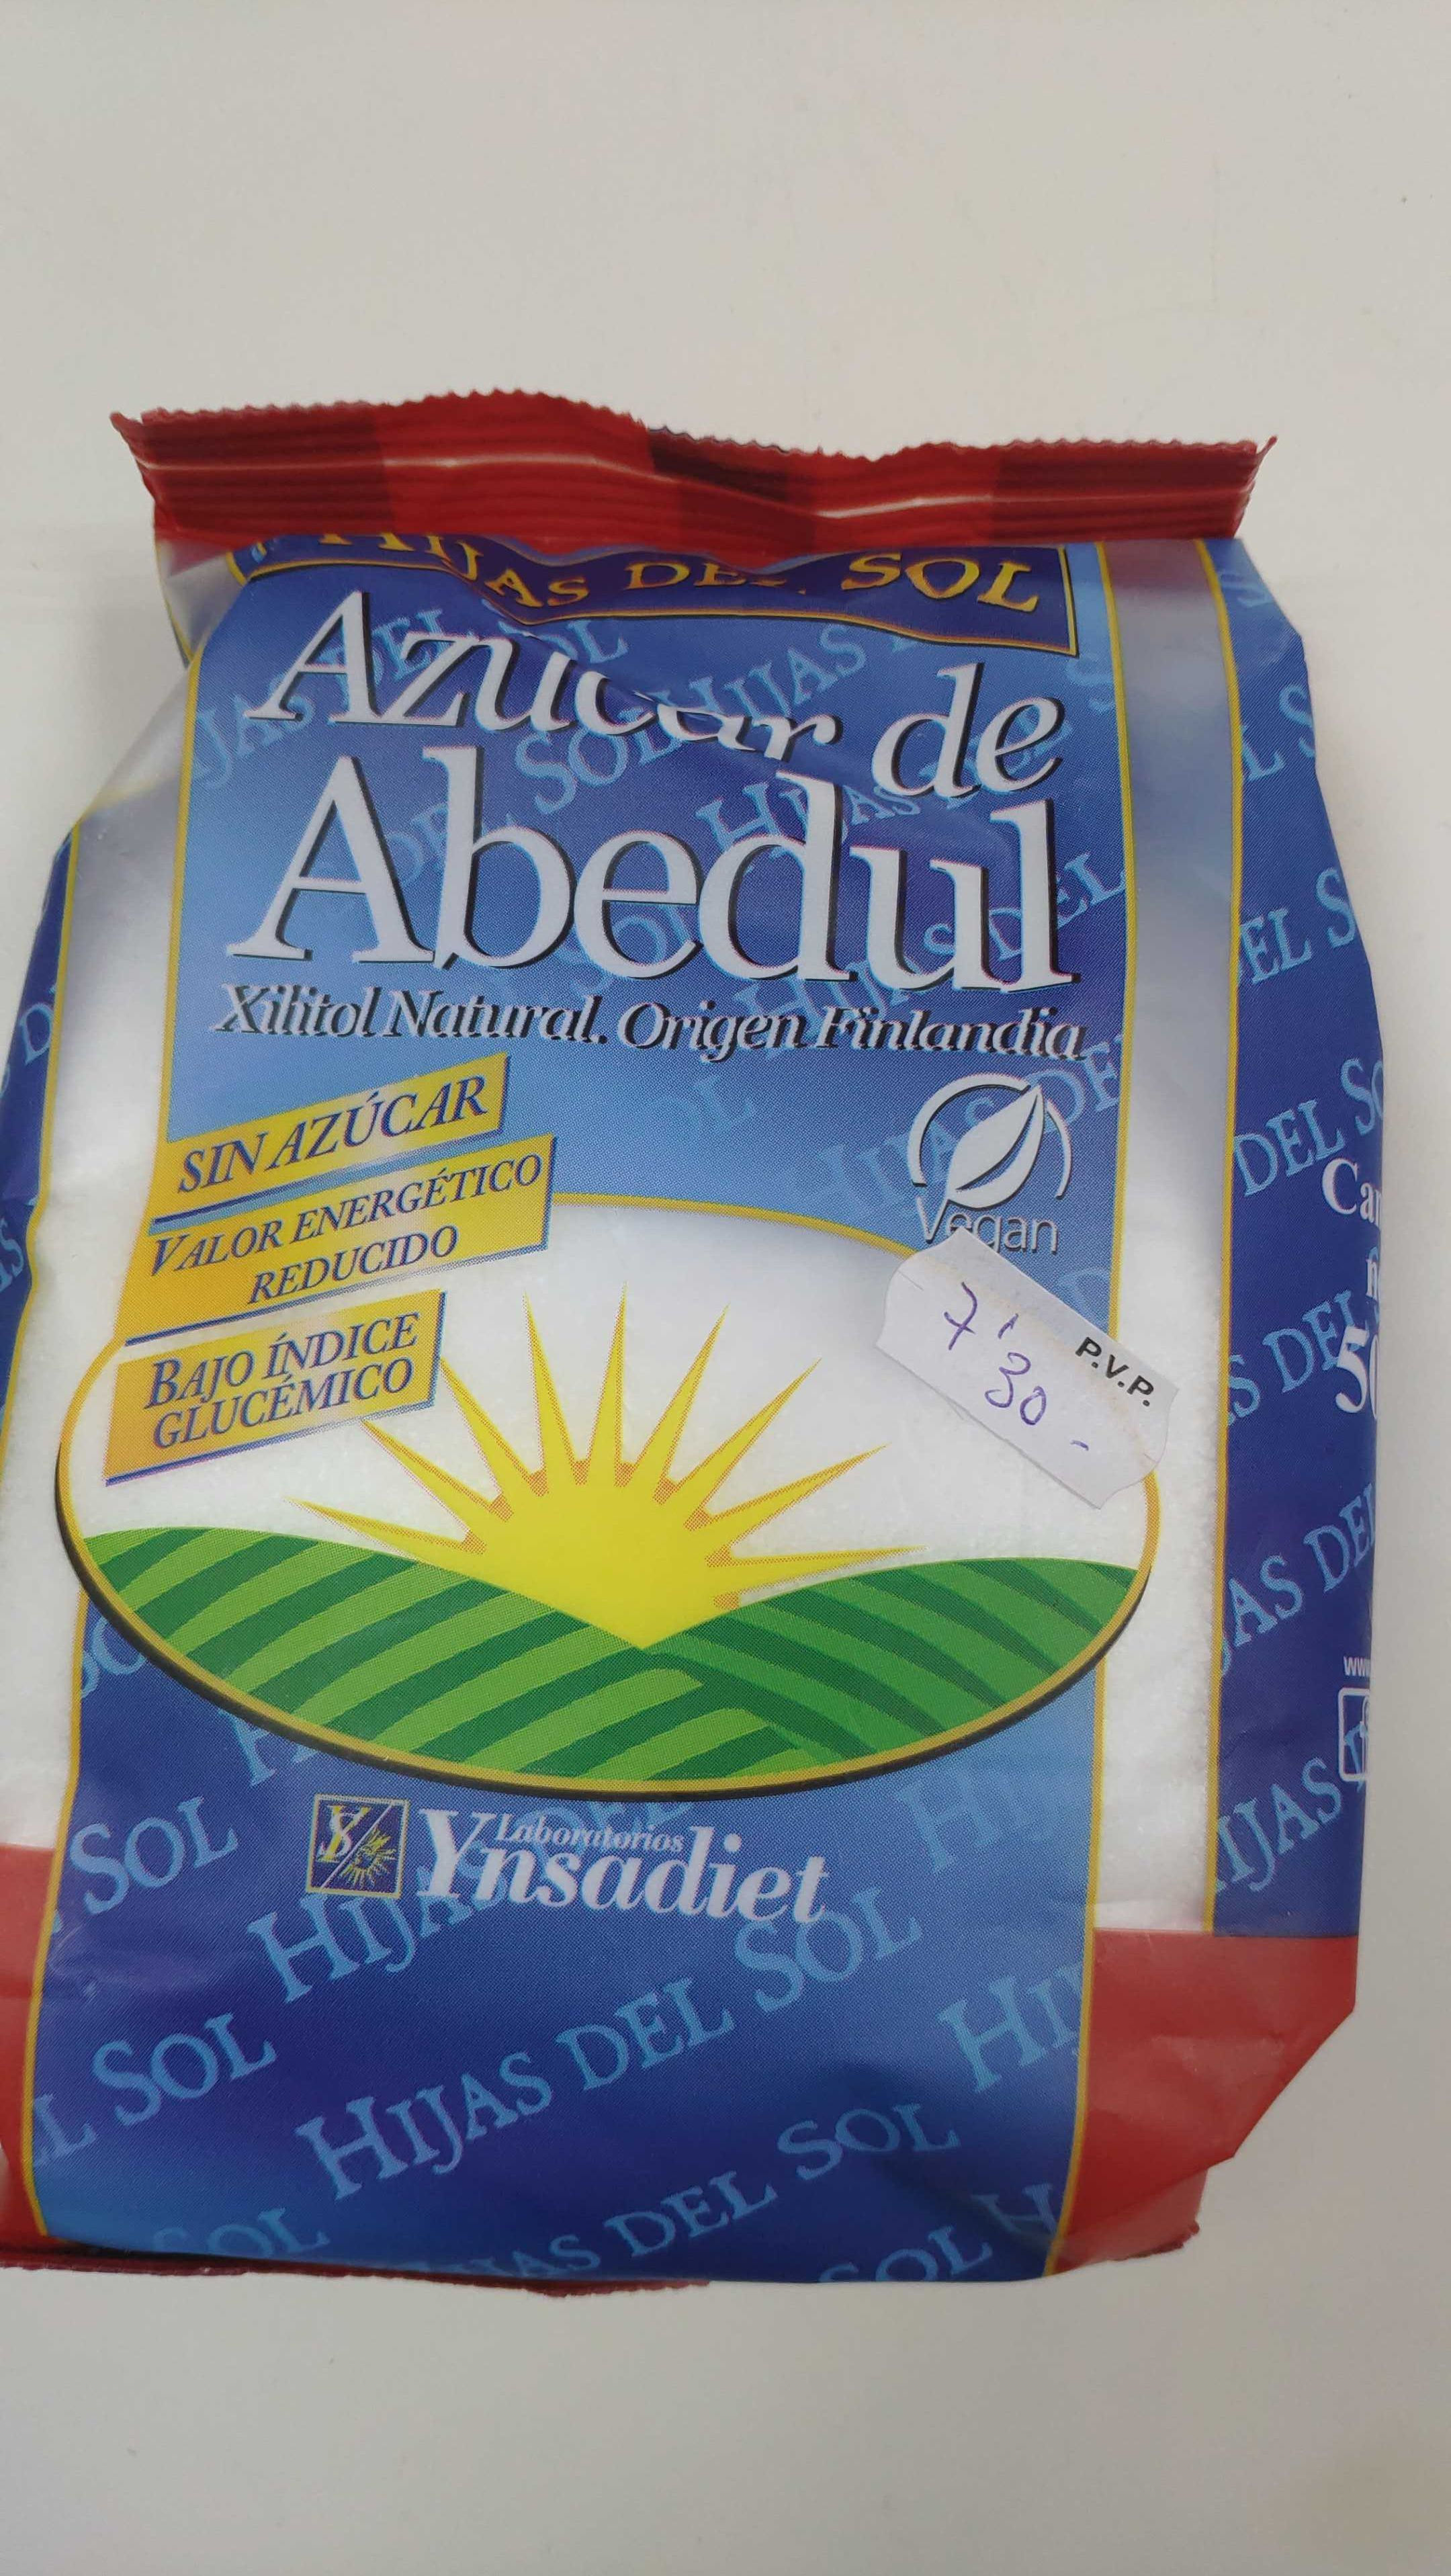 HIJAS DEL SOL
Azúcar de
Abedul
Xilitol Natural. Origen Finlandia
SIN AZÚCAR
VALOR ENERGÉTICO
REDUCIDO
BAJO ÍNDICE
GLUCÉMICO
Vegan
P.V.P.
7'30-
Laboratorios
Ynsadiet
HIJAS DEL SOL
HIJAS DEL SOL